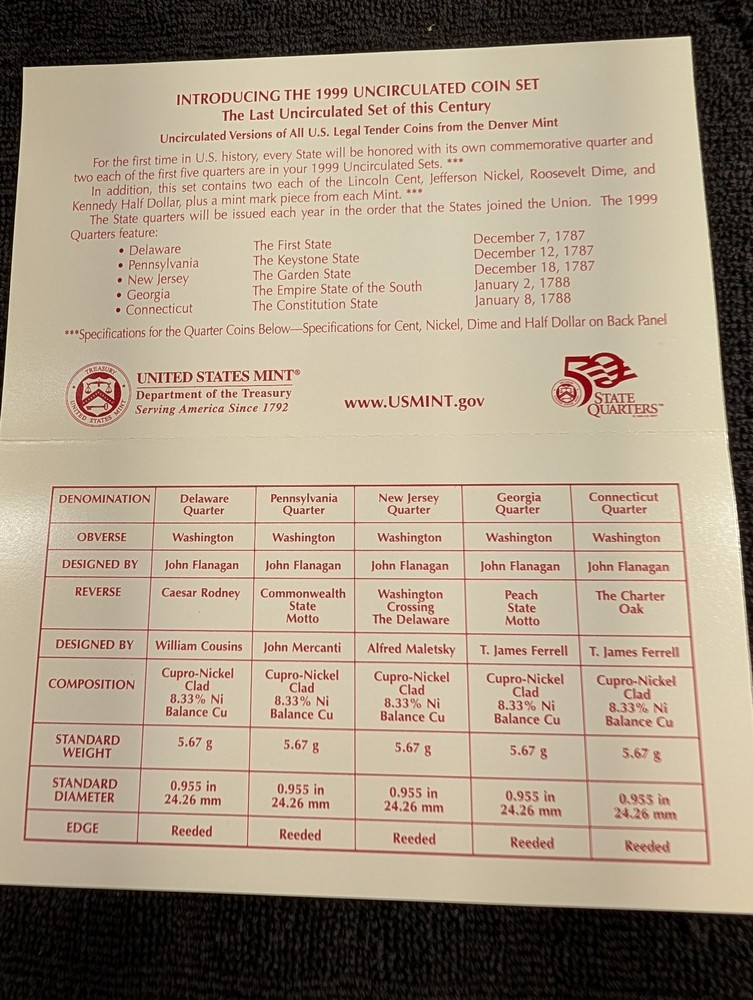 INTRODUCING THE 1999 UNCIRCULATED COIN SET
The Last Uncirculated Set of this Century
Uncirculated Versions of All U.S. Legal Tender Coins from the Denver Mint
For the first time in U.S. history, every State will be honored with its own commemorative quarter and
two each of the first five quarters are in your 1999 Uncirculated Sets. ***
In addition, this set contains two each of the Lincoln Cent, Jefferson Nickel, Roosevelt Dime, and
Kennedy Half Dollar, plus a mint mark piece from each Mint. ***
The State quarters will be issued each year in the order that the States joined the Union. The 1999
Quarters feature:
• Delaware The First State December 7, 1787
• Pennsylvania The Keystone State December 12, 1787
• New Jersey The Garden State December 18, 1787
• Georgia The Empire State of the South January 2, 1788
• Connecticut The Constitution State January 8, 1788
***Specifications for the Quarter Coins Below—Specifications for Cent, Nickel, Dime and Half Dollar on Back Panel
TREASURY
UNITED STATES MINT
UNITED STATES MINT®
Department of the Treasury
Serving America Since 1792
www.USMINT.gov
50
STATE
QUARTERS™
DENOMINATION Delaware Quarter Pennsylvania Quarter New Jersey Quarter Georgia Quarter Connecticut Quarter
OBVERSE Washington Washington Washington Washington Washington
DESIGNED BY John Flanagan John Flanagan John Flanagan John Flanagan John Flanagan
REVERSE Caesar Rodney Commonwealth State Motto Washington Crossing The Delaware Peach State Motto The Charter Oak
DESIGNED BY William Cousins John Mercanti Alfred Maletsky T. James Ferrell T. James Ferrell
COMPOSITION Cupro-Nickel Clad 8.33% Ni Balance Cu Cupro-Nickel Clad 8.33% Ni Balance Cu Cupro-Nickel Clad 8.33% Ni Balance Cu Cupro-Nickel Clad 8.33% Ni Balance Cu Cupro-Nickel Clad 8.33% Ni Balance Cu
STANDARD WEIGHT 5.67 g 5.67 g 5.67 g 5.67 g 5.67 g
STANDARD DIAMETER 0.955 in 24.26 mm 0.955 in 24.26 mm 0.955 in 24.26 mm 0.955 in 24.26 mm 0.955 in 24.26 mm
EDGE Reeded Reeded Reeded Reeded Reeded